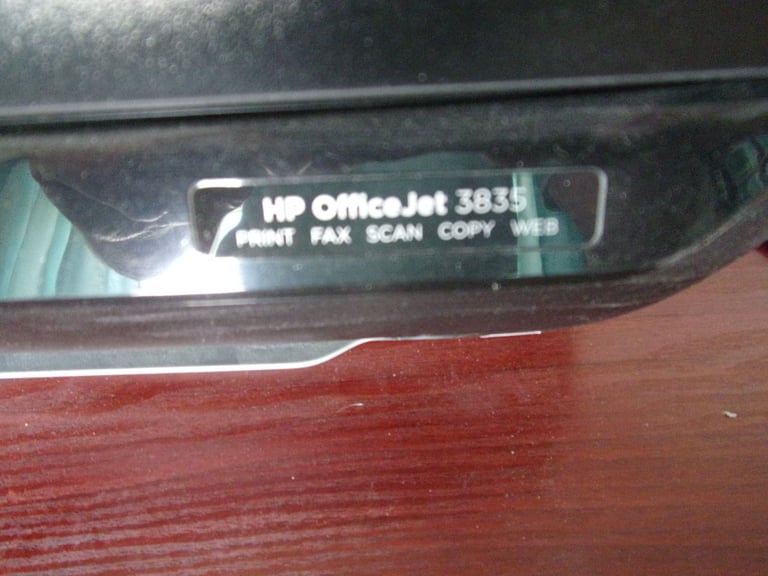 HP OfficeJet 3835
PRINT FAX SCAN COPY WEB